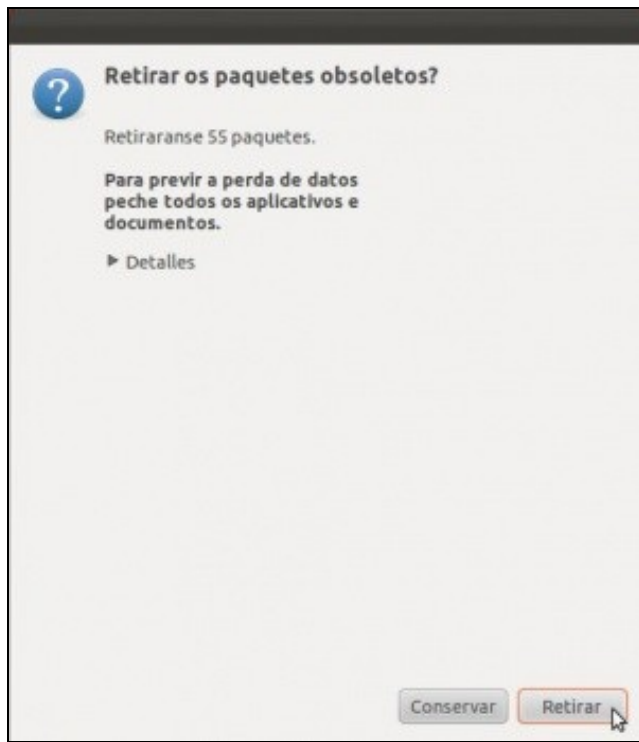 Retirar os paquetes obsoletos?
Retiraranse 55 paquetes.
Para previr a perda de datos
peche todos os aplicativos e
documentos.
Detalles
Conservar
Retirar